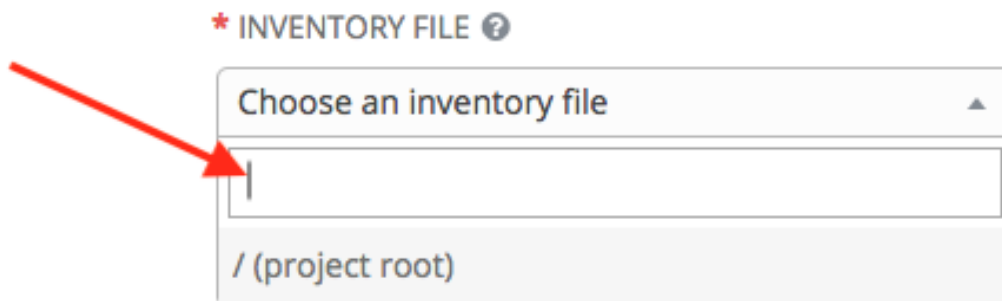 * INVENTORY FILE ?
Choose an inventory file
/ (project root)